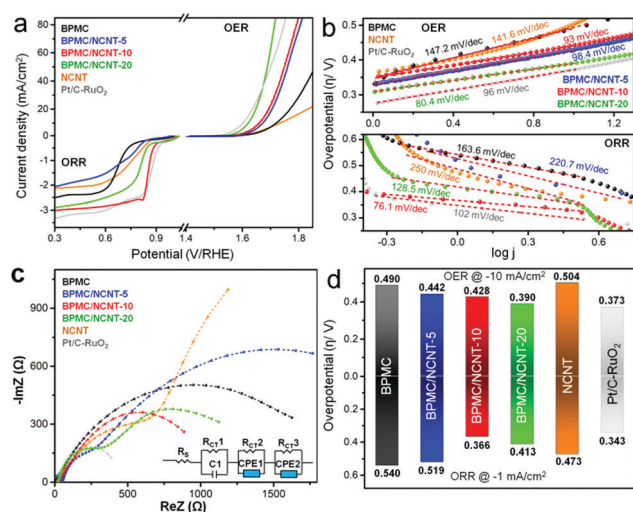 a
Current density (mA/cm²)
80
60
40
20
0
-1
-2
-3
BPMC
BPMC/NCNT-5
BPMC/NCNT-10
BPMC/NCNT-20
NCNT
Pt/C-RuO₂
OER
ORR
0.3 0.6 0.9 1.4 1.6 1.8
Potential (V/RHE)
b
Overpotential (η/ V)
0.5
0.4
0.3
0.2
BPMC
NCNT
Pt/C-RuO₂
OER
147.2 mV/dec
141.6 mV/dec
93 mV/dec
98.4 mV/dec
80.4 mV/dec
96 mV/dec
BPMC/NCNT-5
BPMC/NCNT-10
BPMC/NCNT-20
0.0 0.4 0.8 1.2
0.6
0.5
0.4
0.3
ORR
163.6 mV/dec
220.7 mV/dec
250 mV/dec
128.5 mV/dec
76.1 mV/dec
102 mV/dec
-0.3 0.0 0.3 0.6
log j
c
-ImZ (Ω)
-900
-600
300
0
BPMC
BPMC/NCNT-5
BPMC/NCNT-10
BPMC/NCNT-20
NCNT
Pt/C-RuO₂
R_S
R_CT1
R_CT2
R_CT3
C1
CPE1
CPE2
0 500 1000 1500
ReZ (Ω)
d
Overpotential (η/ V)
0.4
0.2
0.0
0.2
0.4
0.6
OER @ -10 mA/cm²
0.490
0.442
0.428
0.390
0.504
0.373
BPMC
BPMC/NCNT-5
BPMC/NCNT-10
BPMC/NCNT-20
NCNT
Pt/C-RuO₂
0.540
0.519
0.366
0.413
0.473
0.343
ORR @ -1 mA/cm²